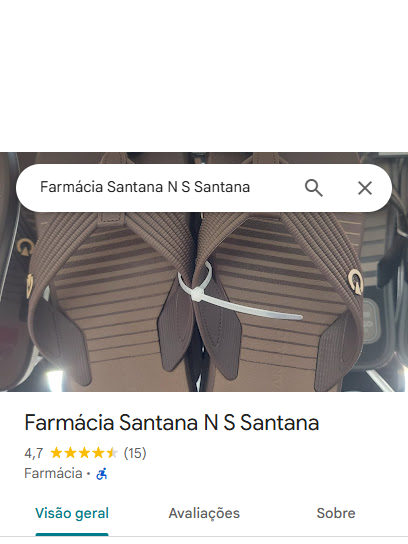 Farmácia Santana N S Santana
Farmácia Santana N S Santana
4,7 (15)
Farmácia ·
Visão geral Avaliações Sobre